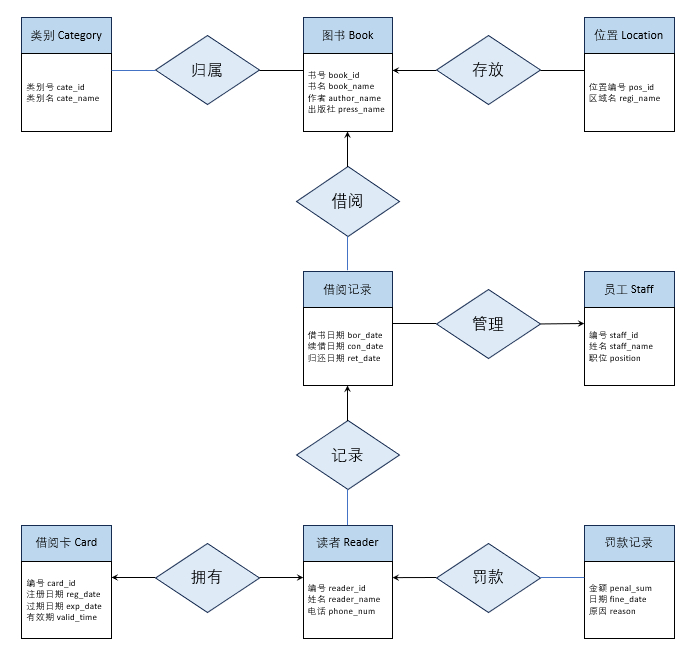 类别 Category
归属
图书 Book
存放
位置 Location
类别号 cate_id
类别名 cate_name
书号 book_id
书名 book_name
作者 author_name
出版社 press_name
位置编号 pos_id
区域名 regi_name
借阅
借阅记录
管理
员工 Staff
借书日期 bor_date
续借日期 con_date
归还日期 ret_date
编号 staff_id
姓名 staff_name
职位 position
记录
借阅卡 Card
拥有
读者 Reader
罚款
罚款记录
编号 card_id
注册日期 reg_date
过期日期 exp_date
有效期 valid_time
编号 reader_id
姓名 reader_name
电话 phone_num
金额 penal_sum
日期 fine_date
原因 reason